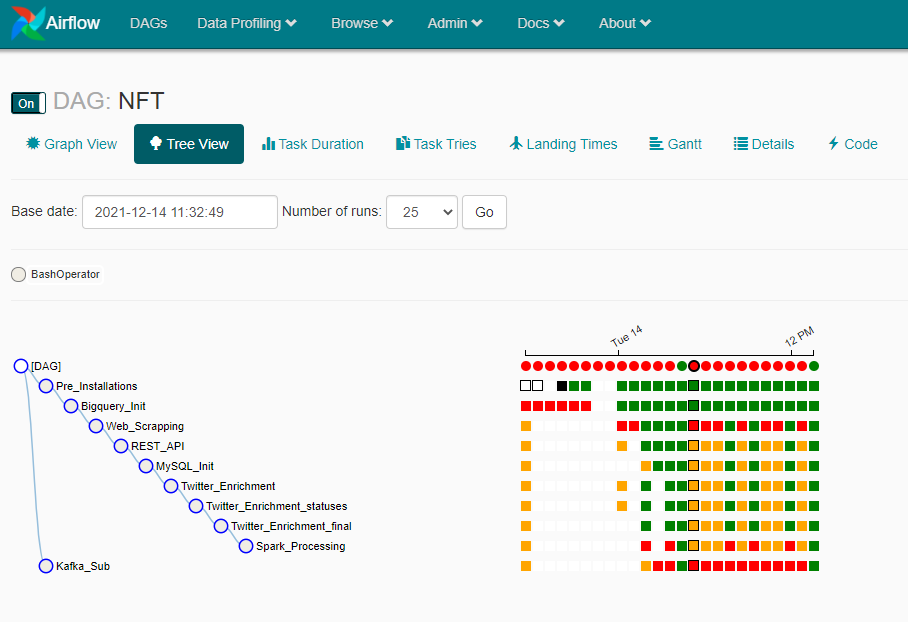 Airflow DAGs Data Profiling Browse Admin Docs About
On DAG: NFT
Graph View Tree View Task Duration Task Tries Landing Times Gantt Details Code
Base date: 2021-12-14 11:32:49 Number of runs: 25 Go
BashOperator
Tue 14 12 PM
[DAG]
Pre_Installations
Bigquery_Init
Web_Scrapping
REST_API
MySQL_Init
Twitter_Enrichment
Twitter_Enrichment_statuses
Twitter_Enrichment_final
Spark_Processing
Kafka_Sub